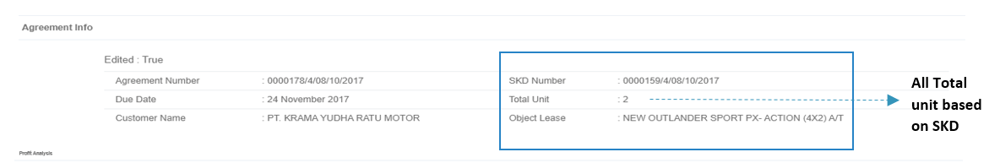 Agreement Info
Edited : True
Agreement Number : 0000178/4/08/10/2017 SKD Number : 0000159/4/08/10/2017
Due Date : 24 November 2017 Total Unit : 2
Customer Name : PT. KRAMA YUDHA RATU MOTOR Object Lease : NEW OUTLANDER SPORT PX- ACTION (4X2) A/T
All Total
unit based
on SKD
Profit Analysis